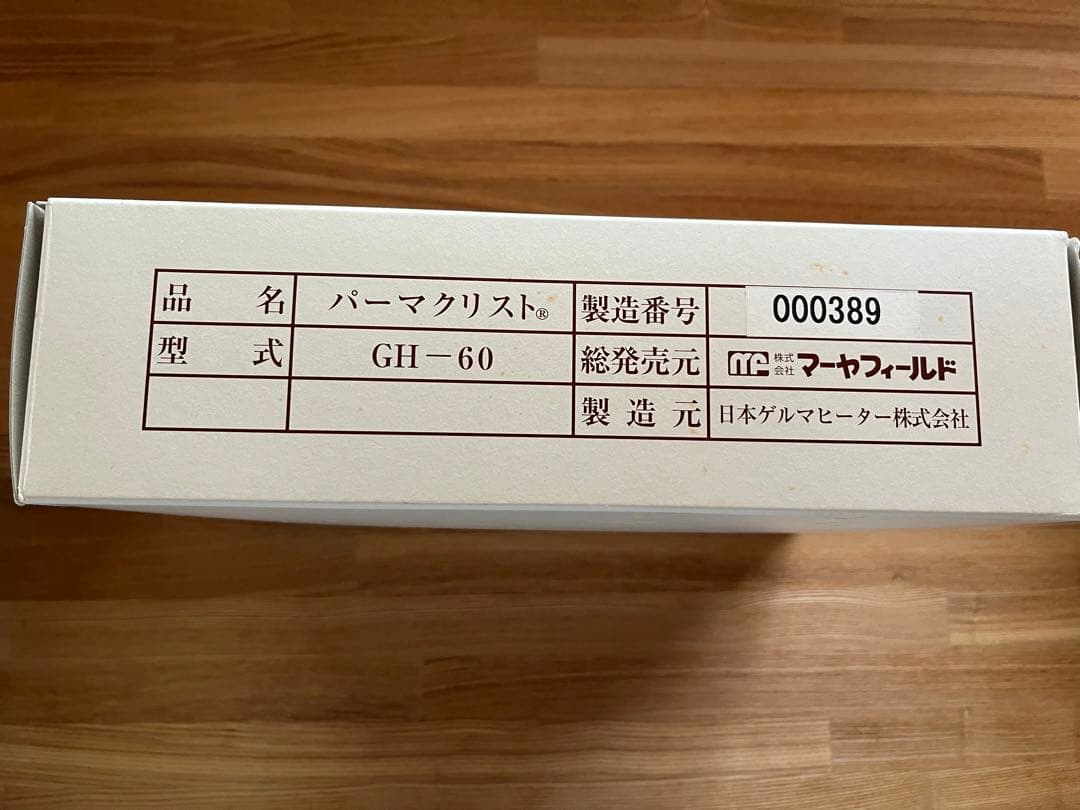 品名 パーマクリスト® 製造番号 000389
型式 GH-60 総発売元 mf 株式会社 マーヤフィールド
製造元 日本ゲルマヒーター株式会社